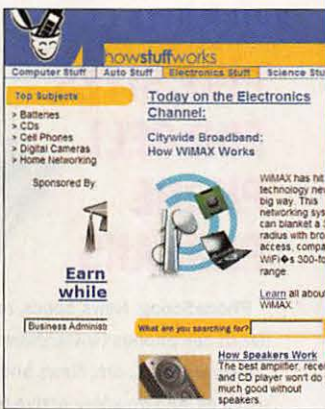 howstuffworks
Computer Stuff Auto Stuff Electronics Stuff Science Stu
Top Subjects
> Batteries
> CDs
> Cell Phones
> Digital Cameras
> Home Networking
Sponsored By:
Earn
while
Business Administ
Today on the Electronics
Channel:
Citywide Broadband:
How WiMAX Works
WiMAX has hit
technology new
big way. This
networking syst
can blanket a 3
radius with bro
access, compa
WiFi�s 300-fo
range.
Learn all about
WiMAX.
What are you searching for?
How Speakers Work
The best amplifier, recei
and CD player won't do
much good without
speakers.